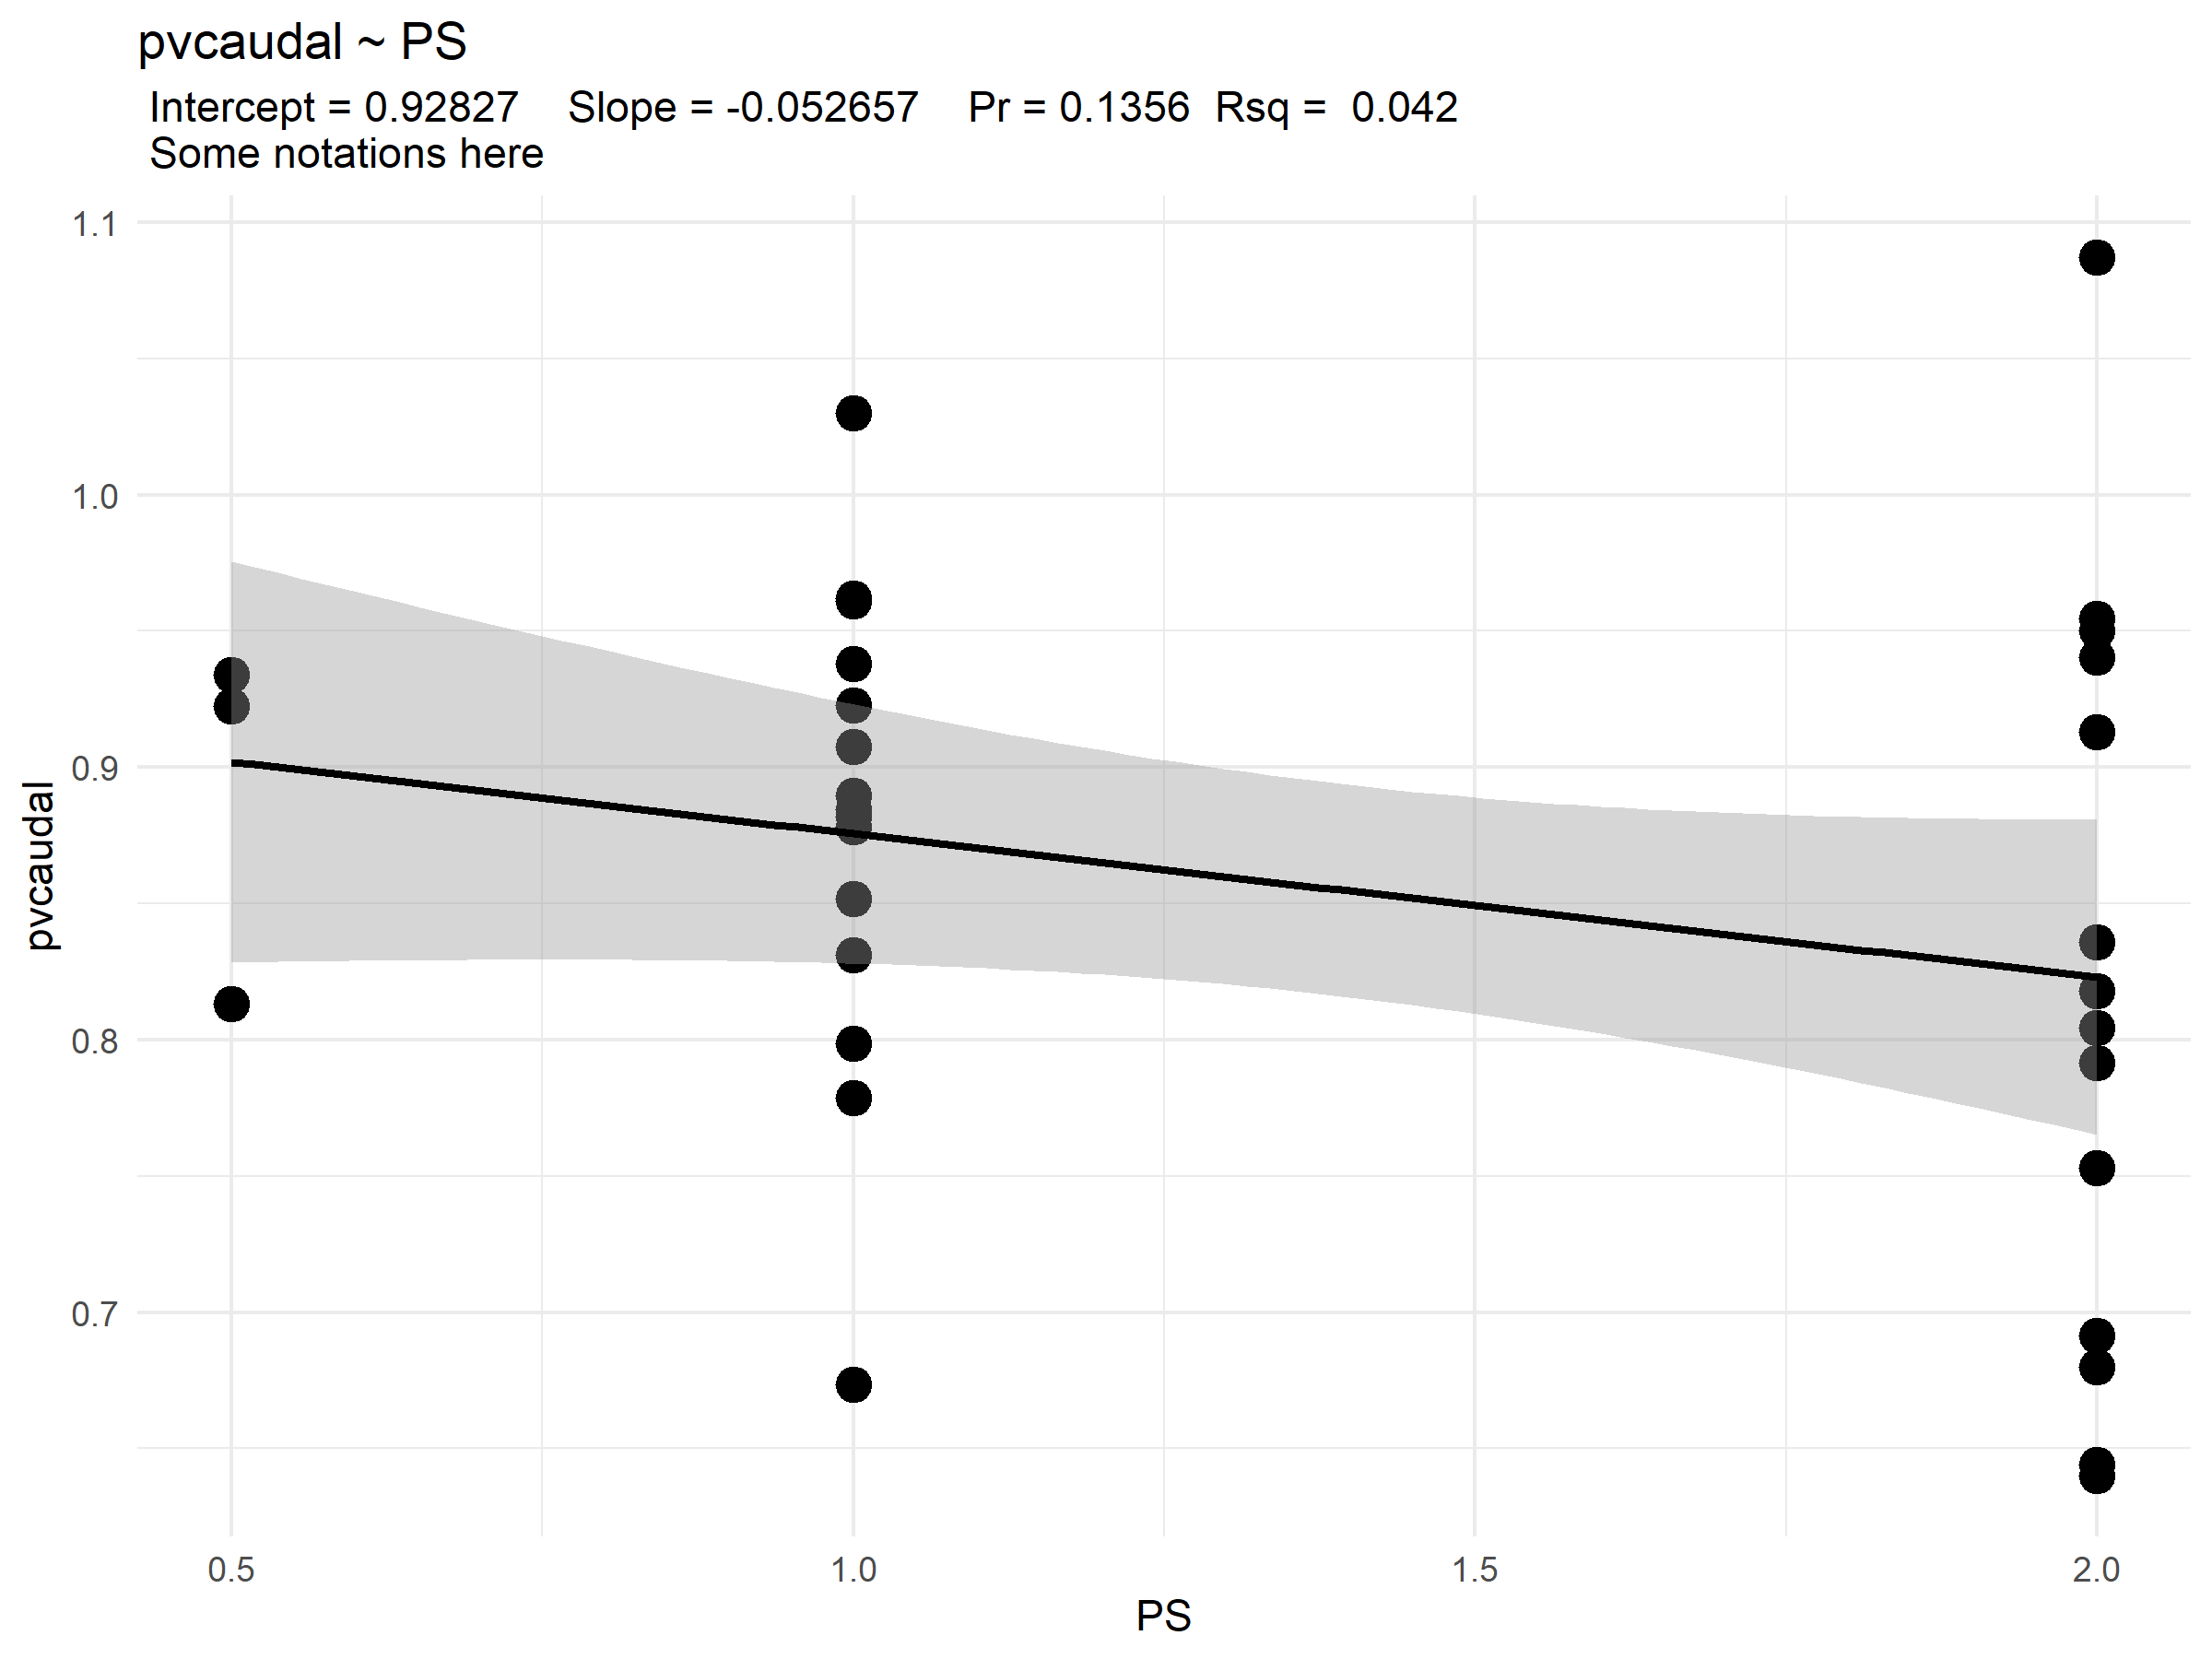 pvcaudal ~ PS
Intercept = 0.92827 Slope = -0.052657 Pr = 0.1356 Rsq = 0.042
Some notations here
1.1
1.0
0.9
0.8
0.7
pvcaudal
0.5 1.0 1.5 2.0
PS